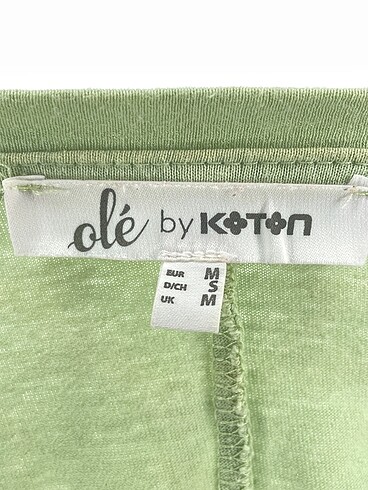 olé by KOTON
EUR M
D/CH S
UK M